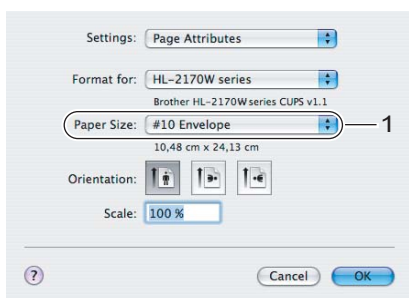 Settings: Page Attributes
Format for: HL-2170W series
Brother HL-2170W series CUPS v1.1
Paper Size: #10 Envelope 1
10,48 cm x 24,13 cm
Orientation:
Scale: 100 %
? Cancel OK